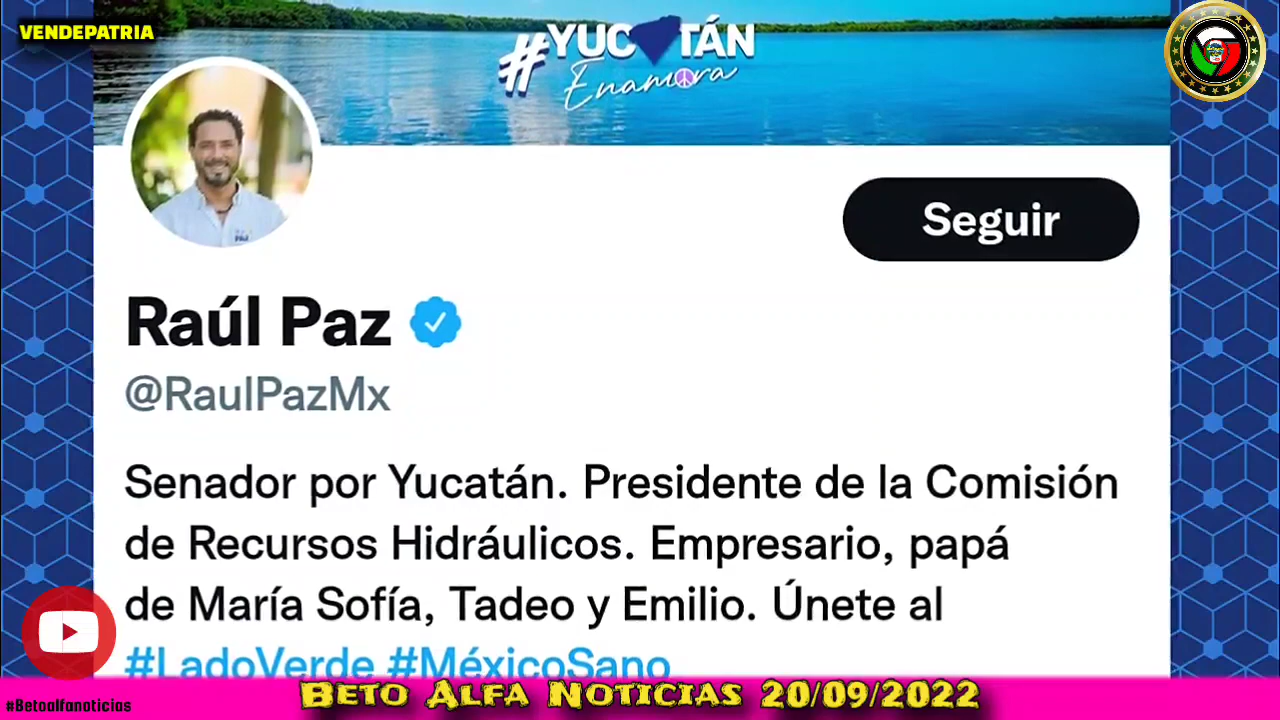 VENDEPATRIA
#YUCATÁN
Enamora
Seguir
Raúl Paz
@RaulPazMx
Senador por Yucatán. Presidente de la Comisión
de Recursos Hidráulicos. Empresario, papá
de María Sofía, Tadeo y Emilio. Únete al
#LadoVerde #MéxicoSano
BETO ALFA NOTICIAS 20/09/2022
#Betoalfanoticias